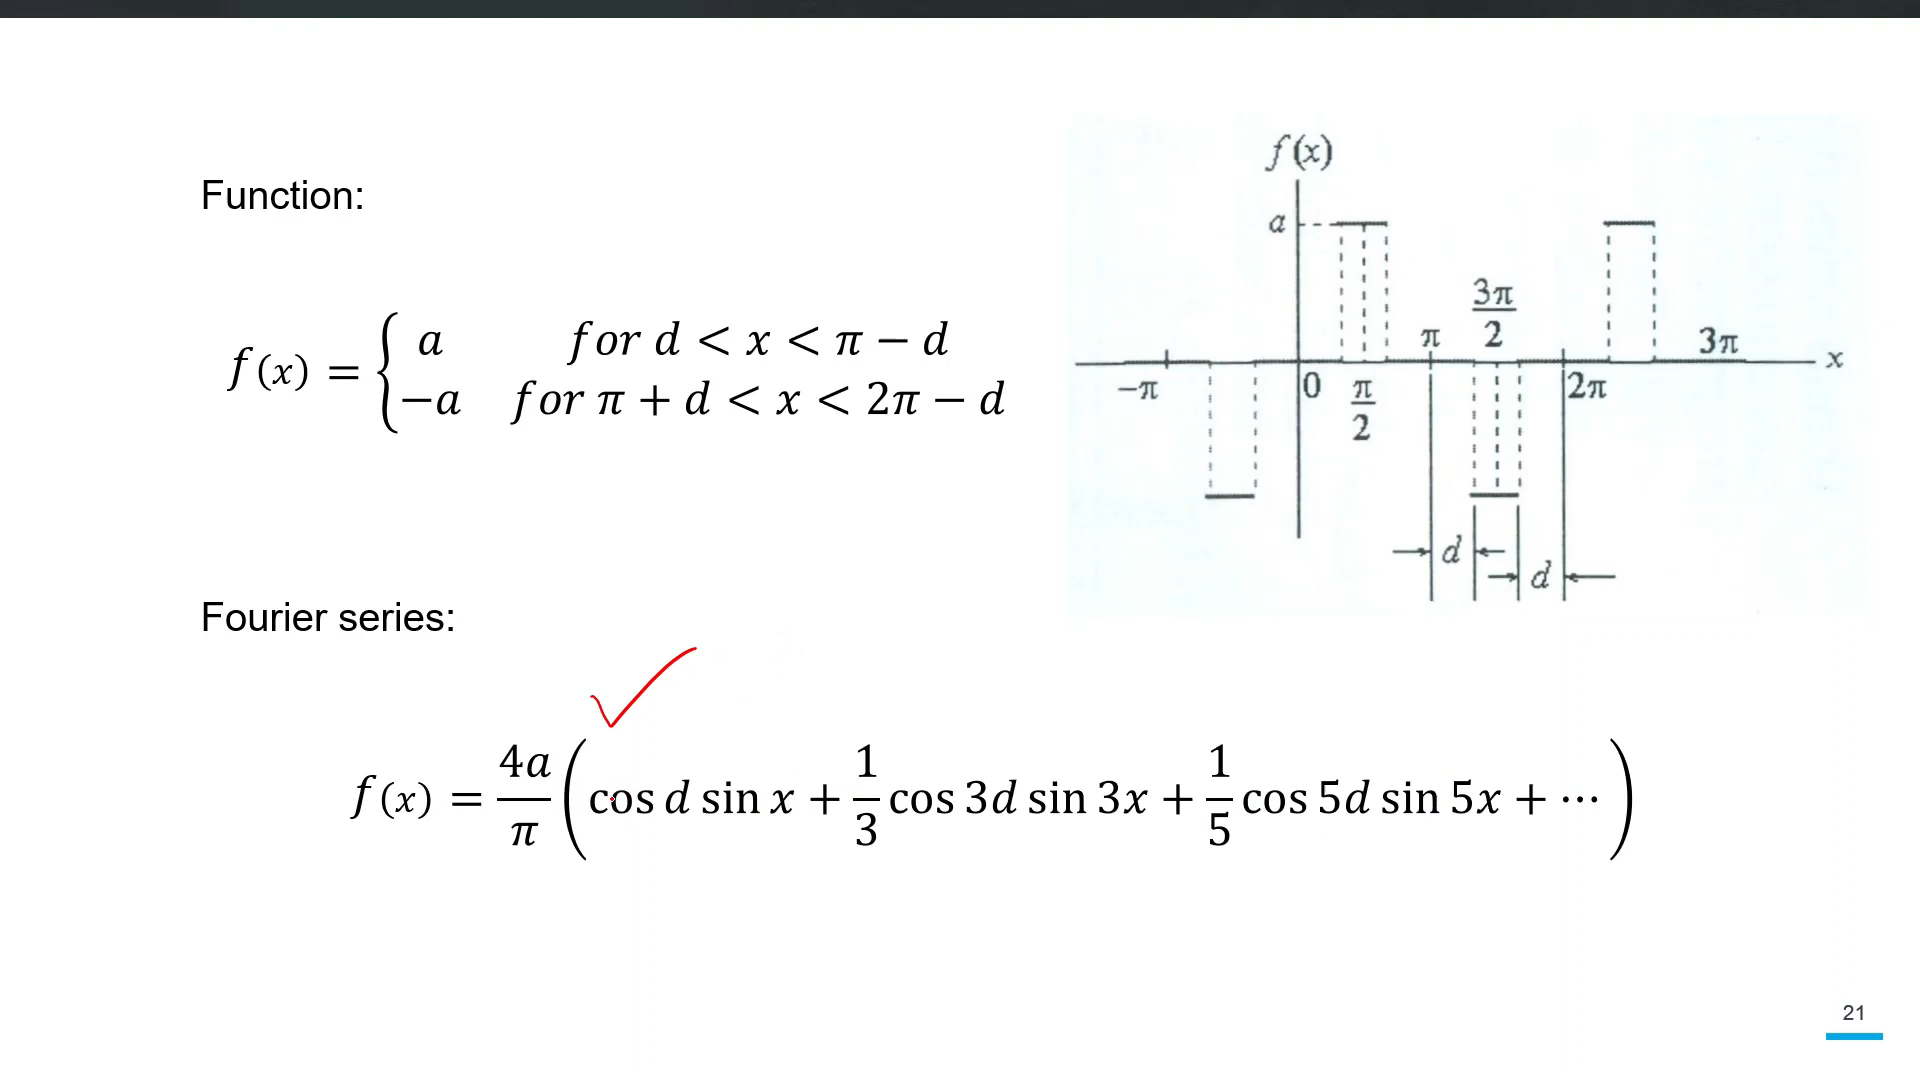 Function:
f(x) = { a for d < x < π − d
−a for π + d < x < 2π − d
f(x)
a
3π/2
π
3π
x
−π
0
π/2
2π
d
d
Fourier series:
f(x) = 4a/π (cos d sin x + 1/3 cos 3d sin 3x + 1/5 cos 5d sin 5x + ⋯)
21